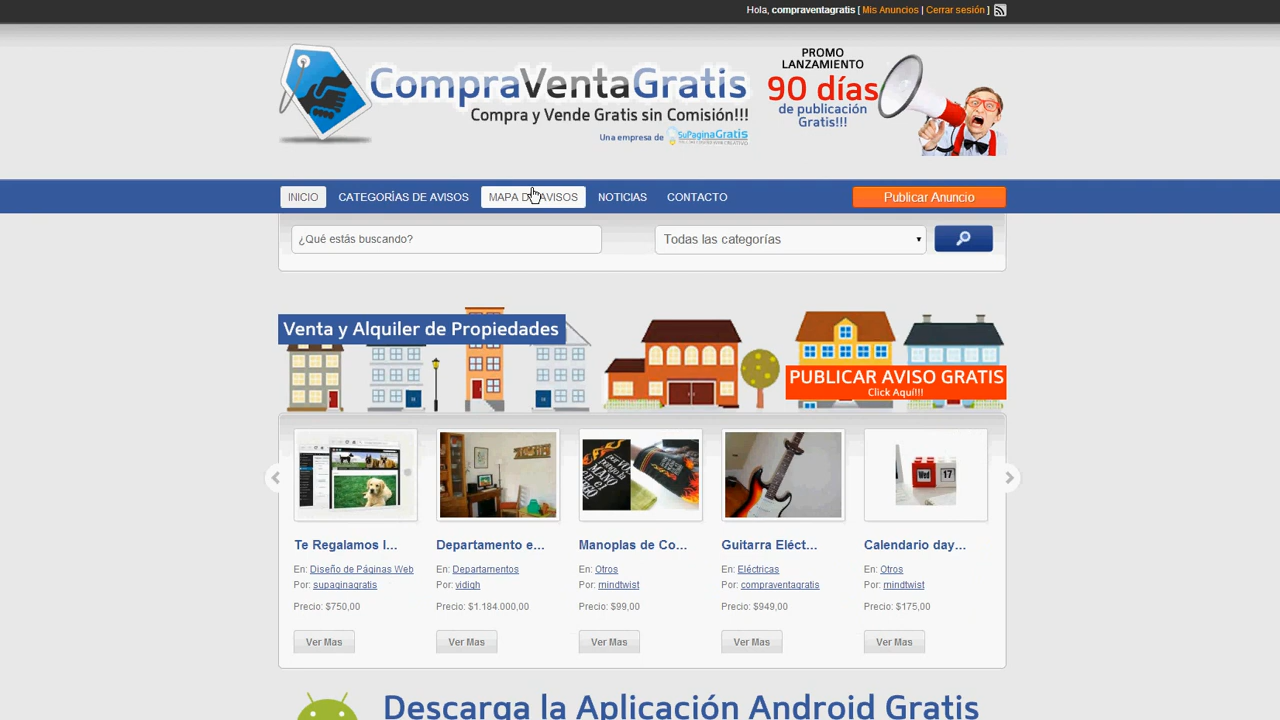 Hola, compraventagratis [ Mis Anuncios | Cerrar sesión ]
CompraVentaGratis
Compra y Vende Gratis sin Comisión!!!
Una empresa de SuPaginaGratis
PROMO
LANZAMIENTO
90 días
de publicación
Gratis!!!
INICIO CATEGORÍAS DE AVISOS MAPA DE AVISOS NOTICIAS CONTACTO Publicar Anuncio
¿Qué estás buscando? Todas las categorías
Venta y Alquiler de Propiedades
PUBLICAR AVISO GRATIS
Click Aquí!!!
Wed 17
Te Regalamos l... Departamento e... Manoplas de Co... Guitarra Eléct... Calendario day...
En: Diseño de Páginas Web En: Departamentos En: Otros En: Eléctricas En: Otros
Por: supaginagratis Por: vidigh Por: mindtwist Por: compraventagratis Por: mindtwist
Precio: $750,00 Precio: $1.184.000,00 Precio: $99,00 Precio: $949,00 Precio: $175,00
Ver Mas Ver Mas Ver Mas Ver Mas Ver Mas
Descarga la Aplicación Android Gratis